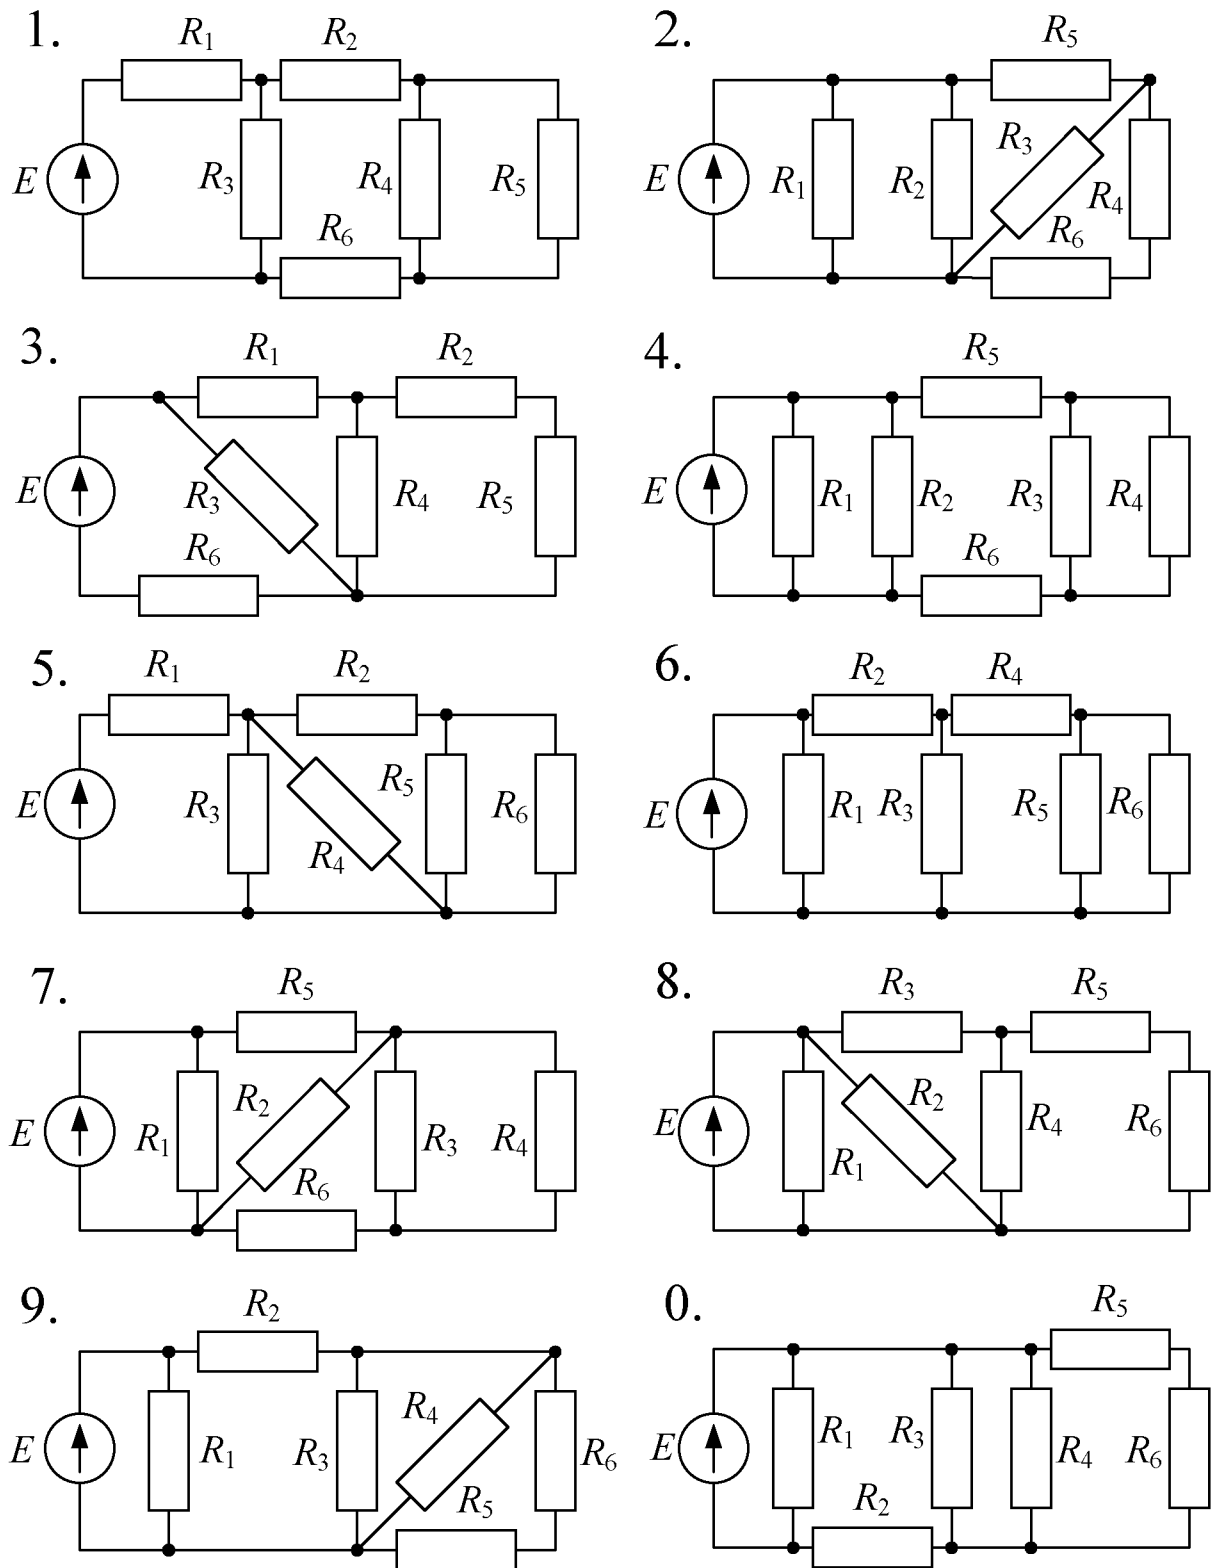 1.
R1 R2
E R3 R4 R5
R6
2.
R5
E R1 R2 R3 R4
R6
3.
R1 R2
E R3 R4 R5
R6
4.
R5
E R1 R2 R3 R4
R6
5.
R1 R2
E R3 R4 R5 R6
6.
R2 R4
E R1 R3 R5 R6
7.
R5
E R1 R2 R3 R4
R6
8.
R3 R5
E R1 R2 R4 R6
9.
R2
E R1 R3 R4 R6
R5
0.
R5
E R1 R3 R4 R6
R2